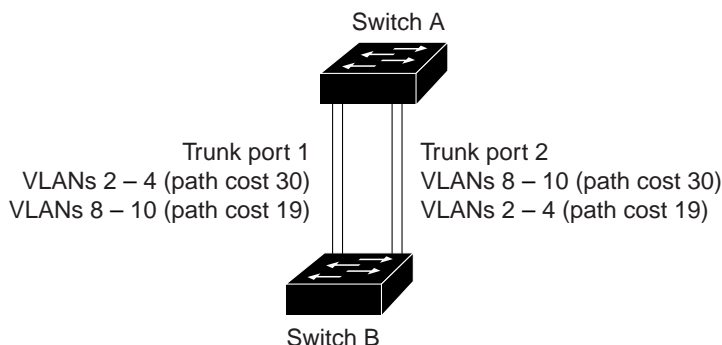 Switch A
Trunk port 1
VLANs 2 – 4 (path cost 30)
VLANs 8 – 10 (path cost 19)
Trunk port 2
VLANs 8 – 10 (path cost 30)
VLANs 2 – 4 (path cost 19)
Switch B